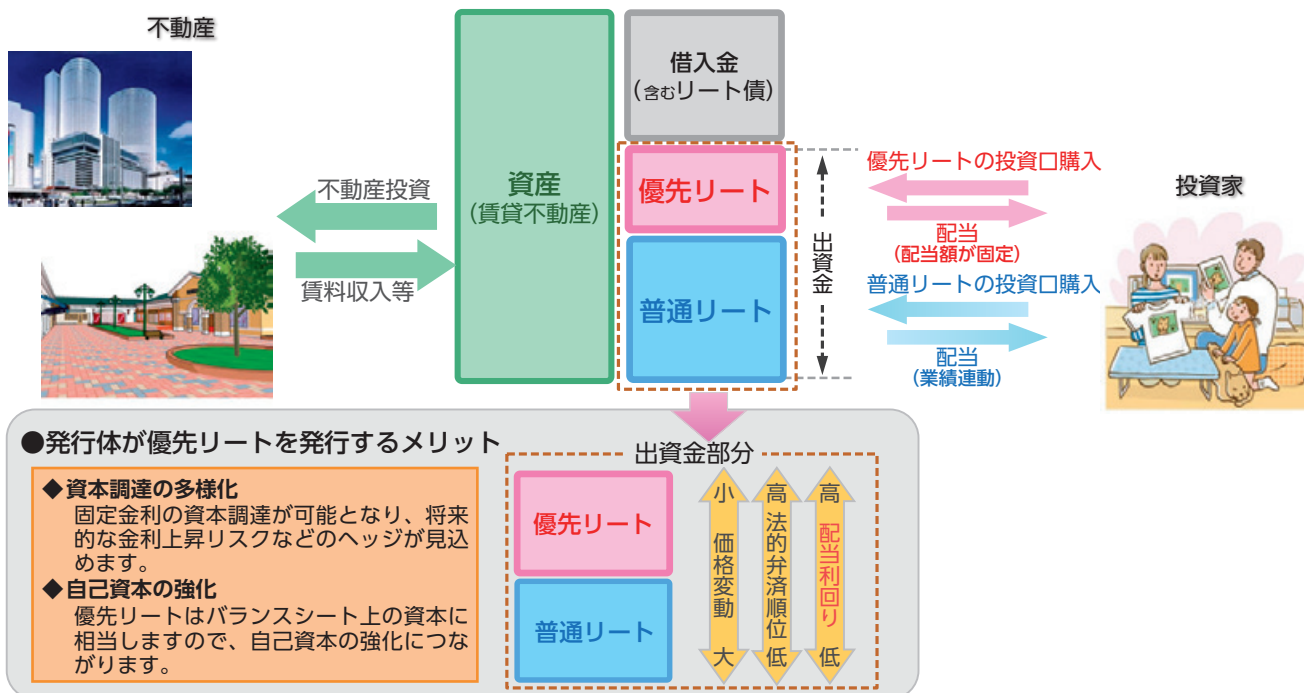 不動産
不動産投資
賃料収入等
資産
(賃貸不動産)
借入金
(含むリート債)
優先リート
普通リート
出資金
優先リートの投資口購入
配当
(配当額が固定)
普通リートの投資口購入
配当
(業績連動)
投資家
●発行体が優先リートを発行するメリット
◆資本調達の多様化
固定金利の資本調達が可能となり、将来
的な金利上昇リスクなどのヘッジが見込
めます。
◆自己資本の強化
優先リートはバランスシート上の資本に
相当しますので、自己資本の強化につな
がります。
出資金部分
優先リート
普通リート
小
価格変動
大
高
法的弁済順位
低
高
配当利回り
低